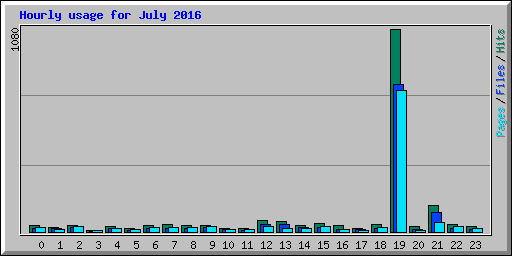 Hourly usage for July 2016
1080
Pages/Files/Hits
0 1 2 3 4 5 6 7 8 9 10 11 12 13 14 15 16 17 18 19 20 21 22 23